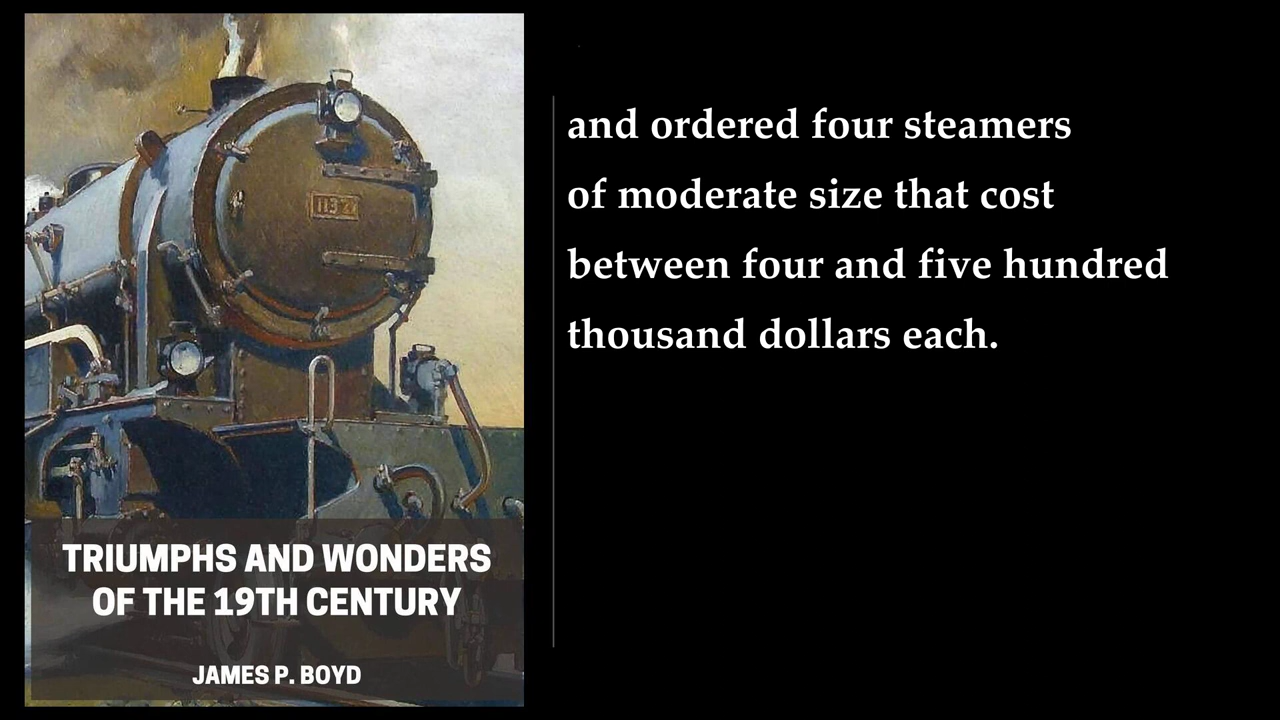 and ordered four steamers
of moderate size that cost
between four and five hundred
thousand dollars each.
TRIUMPHS AND WONDERS
OF THE 19TH CENTURY
JAMES P. BOYD